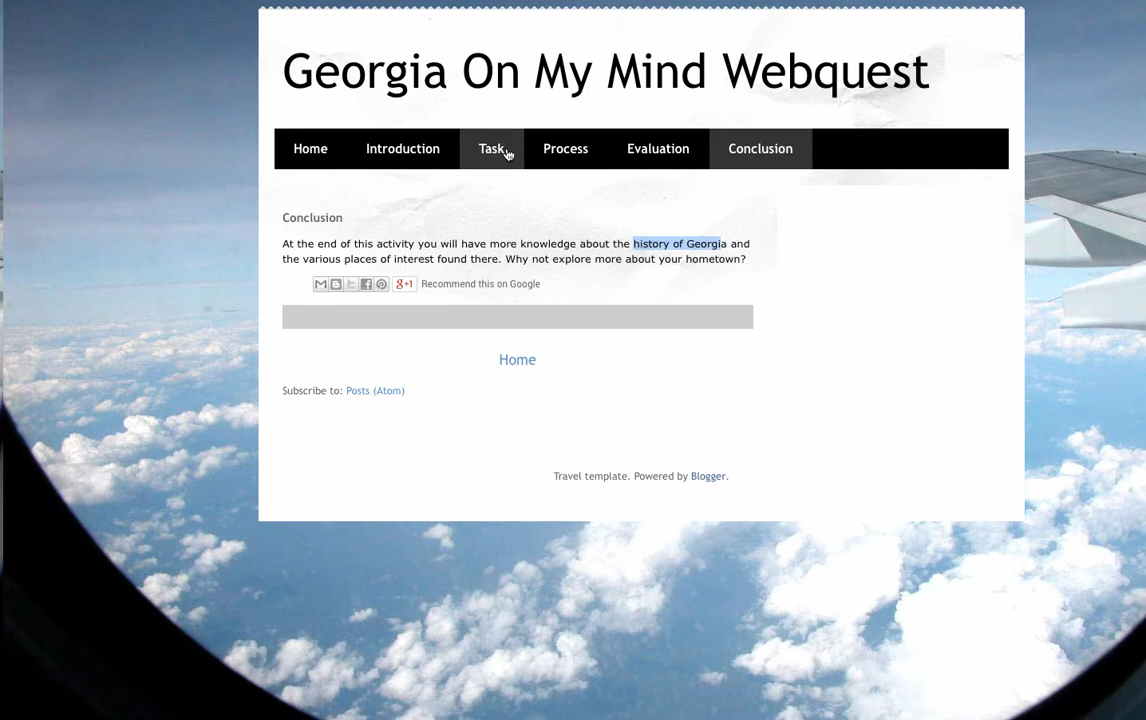 Georgia On My Mind Webquest
Home Introduction Task Process Evaluation Conclusion
Conclusion
At the end of this activity you will have more knowledge about the history of Georgia and
the various places of interest found there. Why not explore more about your hometown?
g+1 Recommend this on Google
Home
Subscribe to: Posts (Atom)
Travel template. Powered by Blogger.